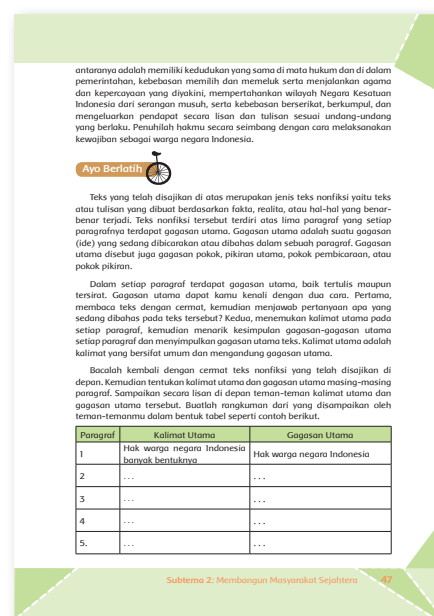 antaranya adalah memiliki kedudukan yang sama di mata hukum dan di dalam
pemerintahan, kebebasan memilih dan memeluk serta menjalankan agama
dan kepercayaan yang diyakini, mempertahankan wilayah Negara Kesatuan
Indonesia dari serangan musuh, serta kebebasan berserikat, berkumpul, dan
mengeluarkan pendapat secara lisan dan tulisan sesuai undang-undang
yang berlaku. Penuhilah hakmu secara seimbang dengan cara melaksanakan
kewajiban sebagai warga negara Indonesia.
Ayo Berlatih
Teks yang telah disajikan di atas merupakan jenis teks nonfiksi yaitu teks
atau tulisan yang dibuat berdasarkan fakta, realita, atau hal-hal yang benar-
benar terjadi. Teks nonfiksi tersebut terdiri atas lima paragraf yang setiap
paragrafnya terdapat gagasan utama. Gagasan utama adalah suatu gagasan
(ide) yang sedang dibicarakan atau dibahas dalam sebuah paragraf. Gagasan
utama disebut juga gagasan pokok, pikiran utama, pokok pembicaraan, atau
pokok pikiran.
Dalam setiap paragraf terdapat gagasan utama, baik tertulis maupun
tersirat. Gagasan utama dapat kamu kenali dengan dua cara. Pertama,
membaca teks dengan cermat, kemudian menjawab pertanyaan apa yang
sedang dibahas pada teks tersebut? Kedua, menemukan kalimat utama pada
setiap paragraf, kemudian menarik kesimpulan gagasan-gagasan utama
setiap paragraf dan menyimpulkan gagasan utama teks. Kalimat utama adalah
kalimat yang bersifat umum dan mengandung gagasan utama.
Bacalah kembali dengan cermat teks nonfiksi yang telah disajikan di
depan. Kemudian tentukan kalimat utama dan gagasan utama masing-masing
paragraf. Sampaikan secara lisan di depan teman-teman kalimat utama dan
gagasan utama tersebut. Buatlah rangkuman dari yang disampaikan oleh
teman-temanmu dalam bentuk tabel seperti contoh berikut.
Paragraf Kalimat Utama Gagasan Utama
1 Hak warga negara Indonesia banyak bentuknya Hak warga negara Indonesia
2 . . . . . .
3 . . . . . .
4 . . . . . .
5. . . . . . .
Subtema 2: Membangun Masyarakat Sejahtera 47